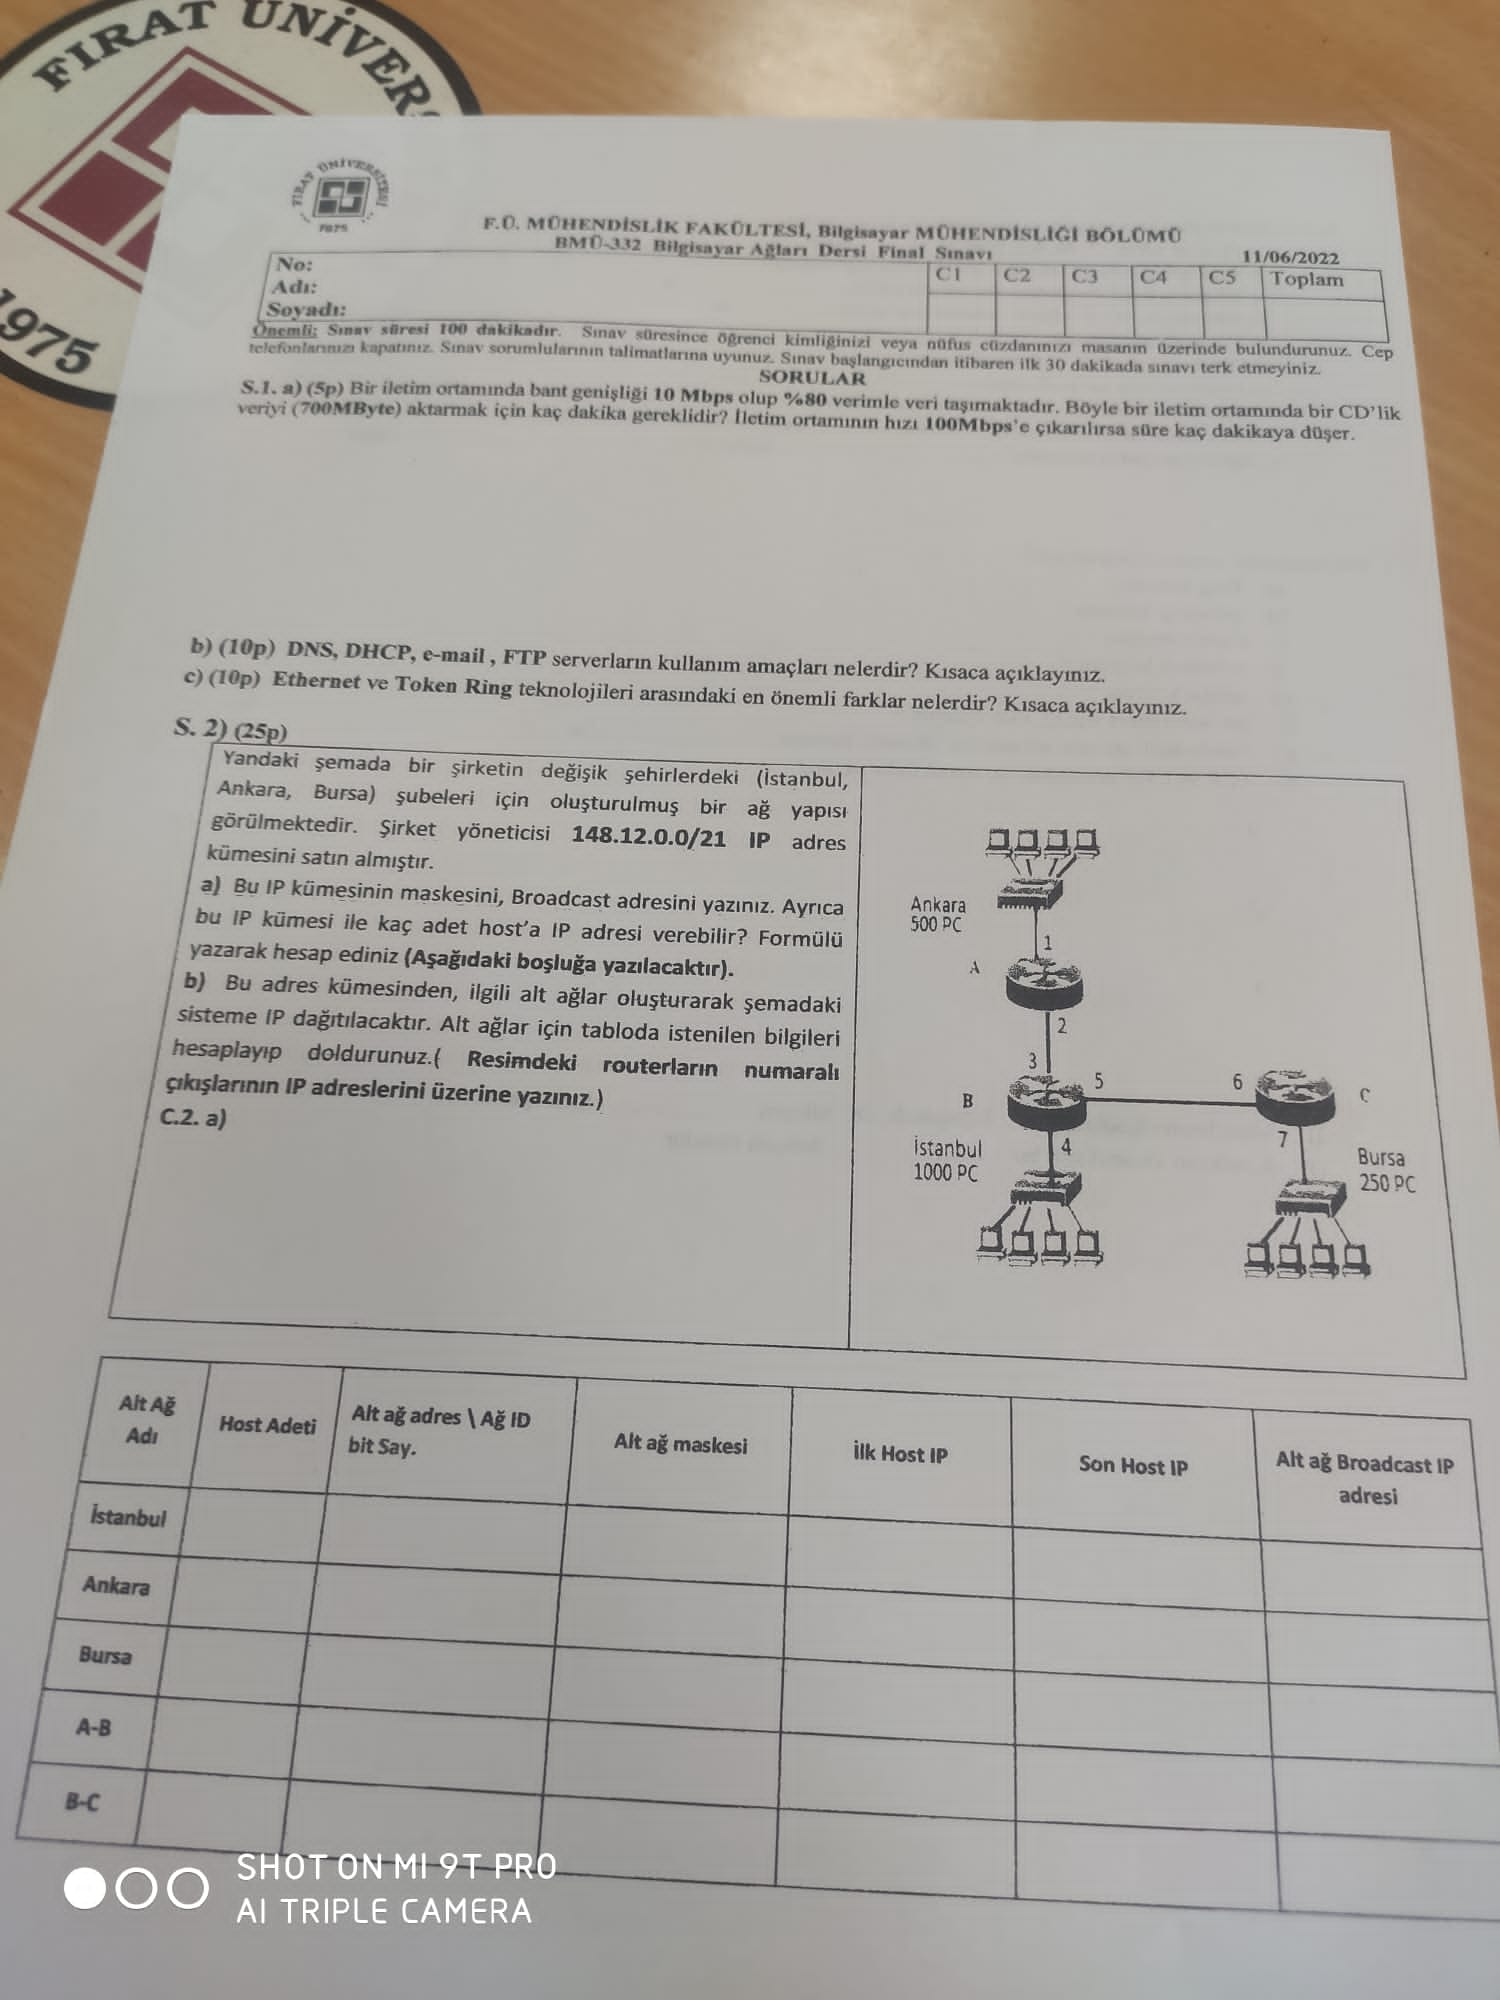 FIRAT ÜNİVERS
1975
FIRAT ÜNİVERSİTESİ
1975
F.Ü. MÜHENDİSLİK FAKÜLTESİ, Bilgisayar MÜHENDİSLİĞİ BÖLÜMÜ
BMÜ-332 Bilgisayar Ağları Dersi Final Sınavı
11/06/2022
No:
Adı:
Soyadı:
C1 C2 C3 C4 C5 Toplam
Önemli: Sınav süresi 100 dakikadır. Sınav süresince öğrenci kimliğinizi veya nüfus cüzdanınızı masanın üzerinde bulundurunuz. Cep
telefonlarınızı kapatınız. Sınav sorumlularının talimatlarına uyunuz. Sınav başlangıcından itibaren ilk 30 dakikada sınavı terk etmeyiniz.
SORULAR
S.1. a) (5p) Bir iletim ortamında bant genişliği 10 Mbps olup %80 verimle veri taşımaktadır. Böyle bir iletim ortamında bir CD'lik
veriyi (700MByte) aktarmak için kaç dakika gereklidir? İletim ortamının hızı 100Mbps'e çıkarılırsa süre kaç dakikaya düşer.
b) (10p) DNS, DHCP, e-mail , FTP serverların kullanım amaçları nelerdir? Kısaca açıklayınız.
c) (10p) Ethernet ve Token Ring teknolojileri arasındaki en önemli farklar nelerdir? Kısaca açıklayınız.
S. 2) (25p)
Yandaki şemada bir şirketin değişik şehirlerdeki (İstanbul,
Ankara, Bursa) şubeleri için oluşturulmuş bir ağ yapısı
görülmektedir. Şirket yöneticisi 148.12.0.0/21 IP adres
kümesini satın almıştır.
a) Bu IP kümesinin maskesini, Broadcast adresini yazınız. Ayrıca
bu IP kümesi ile kaç adet host'a IP adresi verebilir? Formülü
yazarak hesap ediniz (Aşağıdaki boşluğa yazılacaktır).
b) Bu adres kümesinden, ilgili alt ağlar oluşturarak şemadaki
sisteme IP dağıtılacaktır. Alt ağlar için tabloda istenilen bilgileri
hesaplayıp doldurunuz.( Resimdeki routerların numaralı
çıkışlarının IP adreslerini üzerine yazınız.)
C.2. a)
Ankara
500 PC
1
A
2
3
5
6
B
C
İstanbul
1000 PC
4
7
Bursa
250 PC
Alt Ağ
Adı
Host Adeti
Alt ağ adres \ Ağ ID
bit Say.
Alt ağ maskesi
İlk Host IP
Son Host IP
Alt ağ Broadcast IP
adresi
İstanbul
Ankara
Bursa
A-B
B-C
SHOT ON MI 9T PRO
AI TRIPLE CAMERA